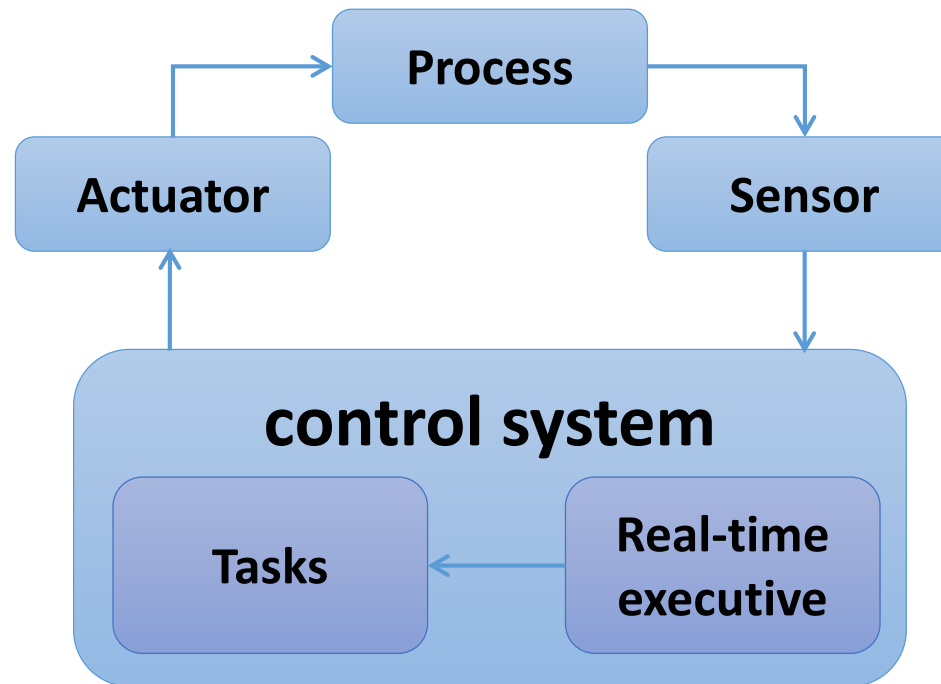 Process
Actuator
Sensor
control system
Tasks
Real-time
executive